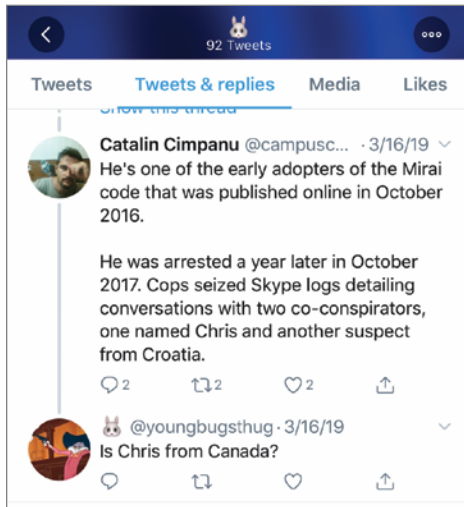 92 Tweets
Tweets Tweets & replies Media Likes
Show this thread
Catalin Cimpanu @campusc... · 3/16/19
He's one of the early adopters of the Mirai
code that was published online in October
2016.
He was arrested a year later in October
2017. Cops seized Skype logs detailing
conversations with two co-conspirators,
one named Chris and another suspect
from Croatia.
2 2 2
🐰 @youngbugsthug · 3/16/19
Is Chris from Canada?